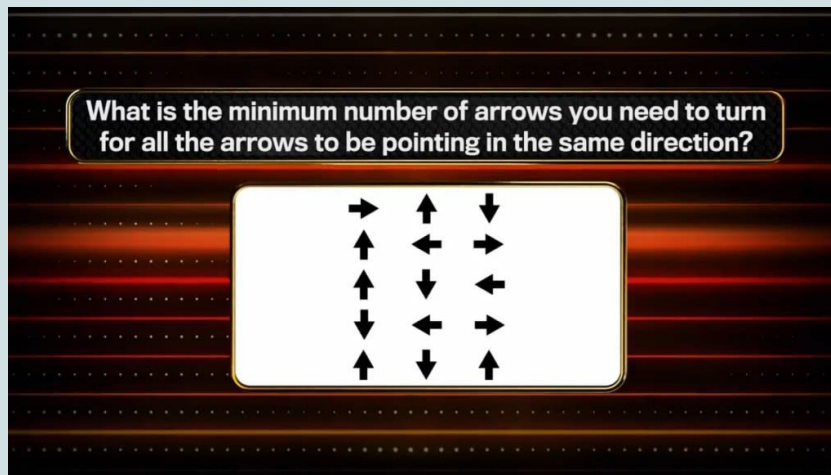 What is the minimum number of arrows you need to turn
for all the arrows to be pointing in the same direction?